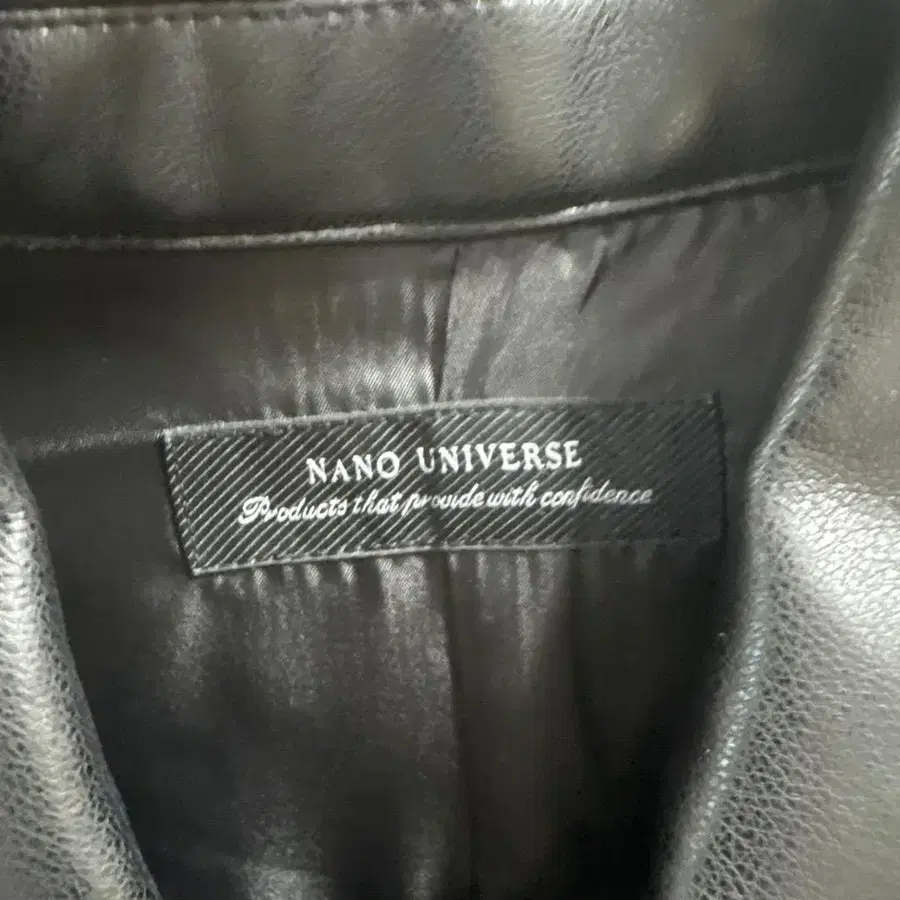 NANO UNIVERSE
Products that provide with confidence